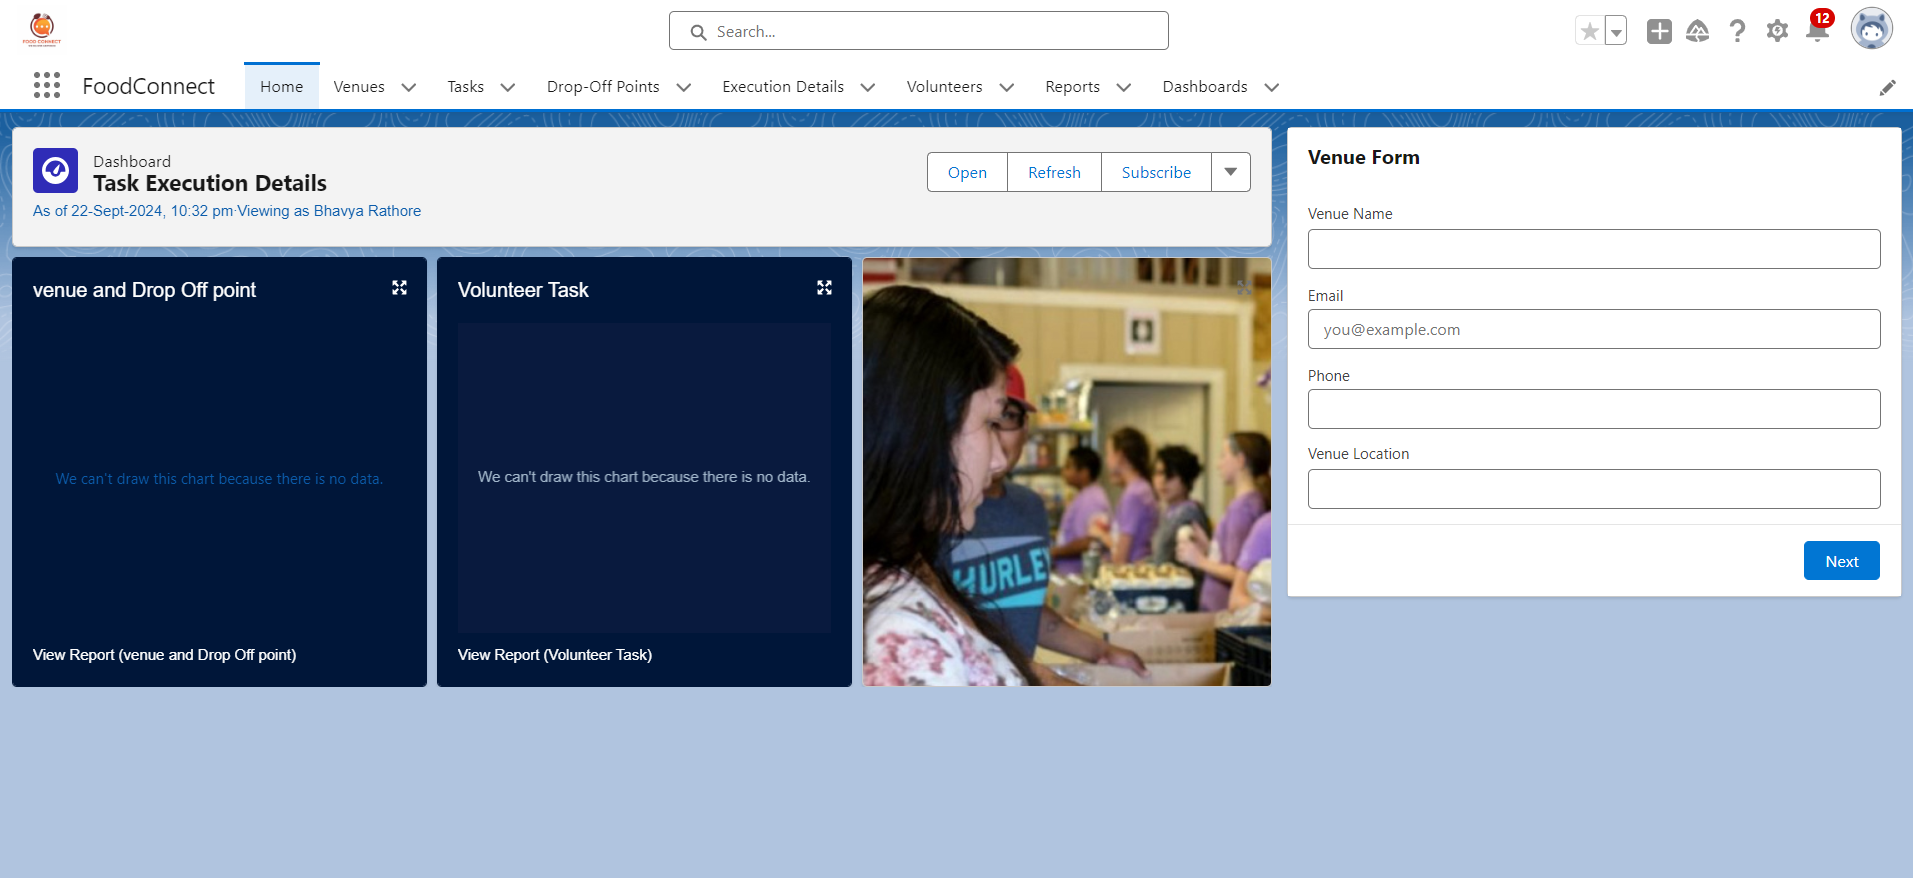 FOOD CONNECT
Search...
12
FoodConnect
Home
Venues
Tasks
Drop-Off Points
Execution Details
Volunteers
Reports
Dashboards
Dashboard
Task Execution Details
As of 22-Sept-2024, 10:32 pm·Viewing as Bhavya Rathore
Open
Refresh
Subscribe
venue and Drop Off point
We can't draw this chart because there is no data.
View Report (venue and Drop Off point)
Volunteer Task
We can't draw this chart because there is no data.
View Report (Volunteer Task)
HURLEY
Venue Form
Venue Name
Email
you@example.com
Phone
Venue Location
Next